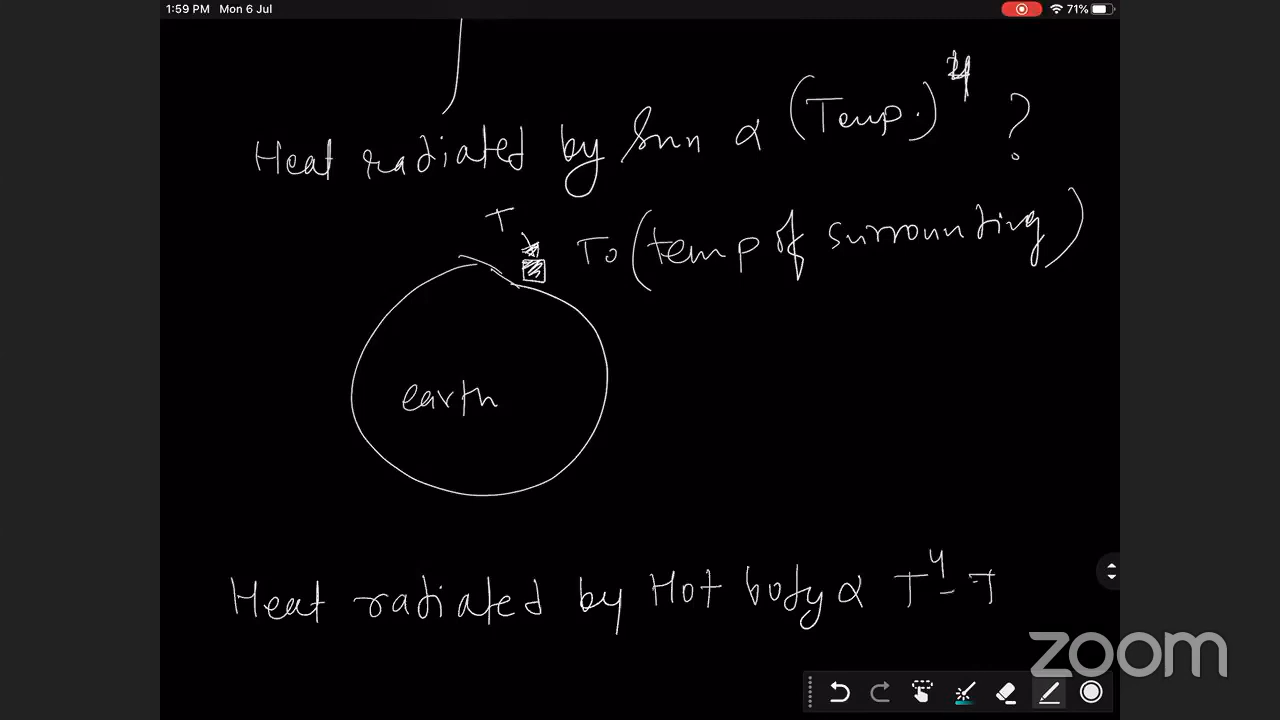 1:59 PM Mon 6 Jul 71%
Heat radiated by Sun α (Temp.)⁴ ?
T
To (temp of surrounting)
earth
Heat radiated by Hot body α T⁴ - T
zoom